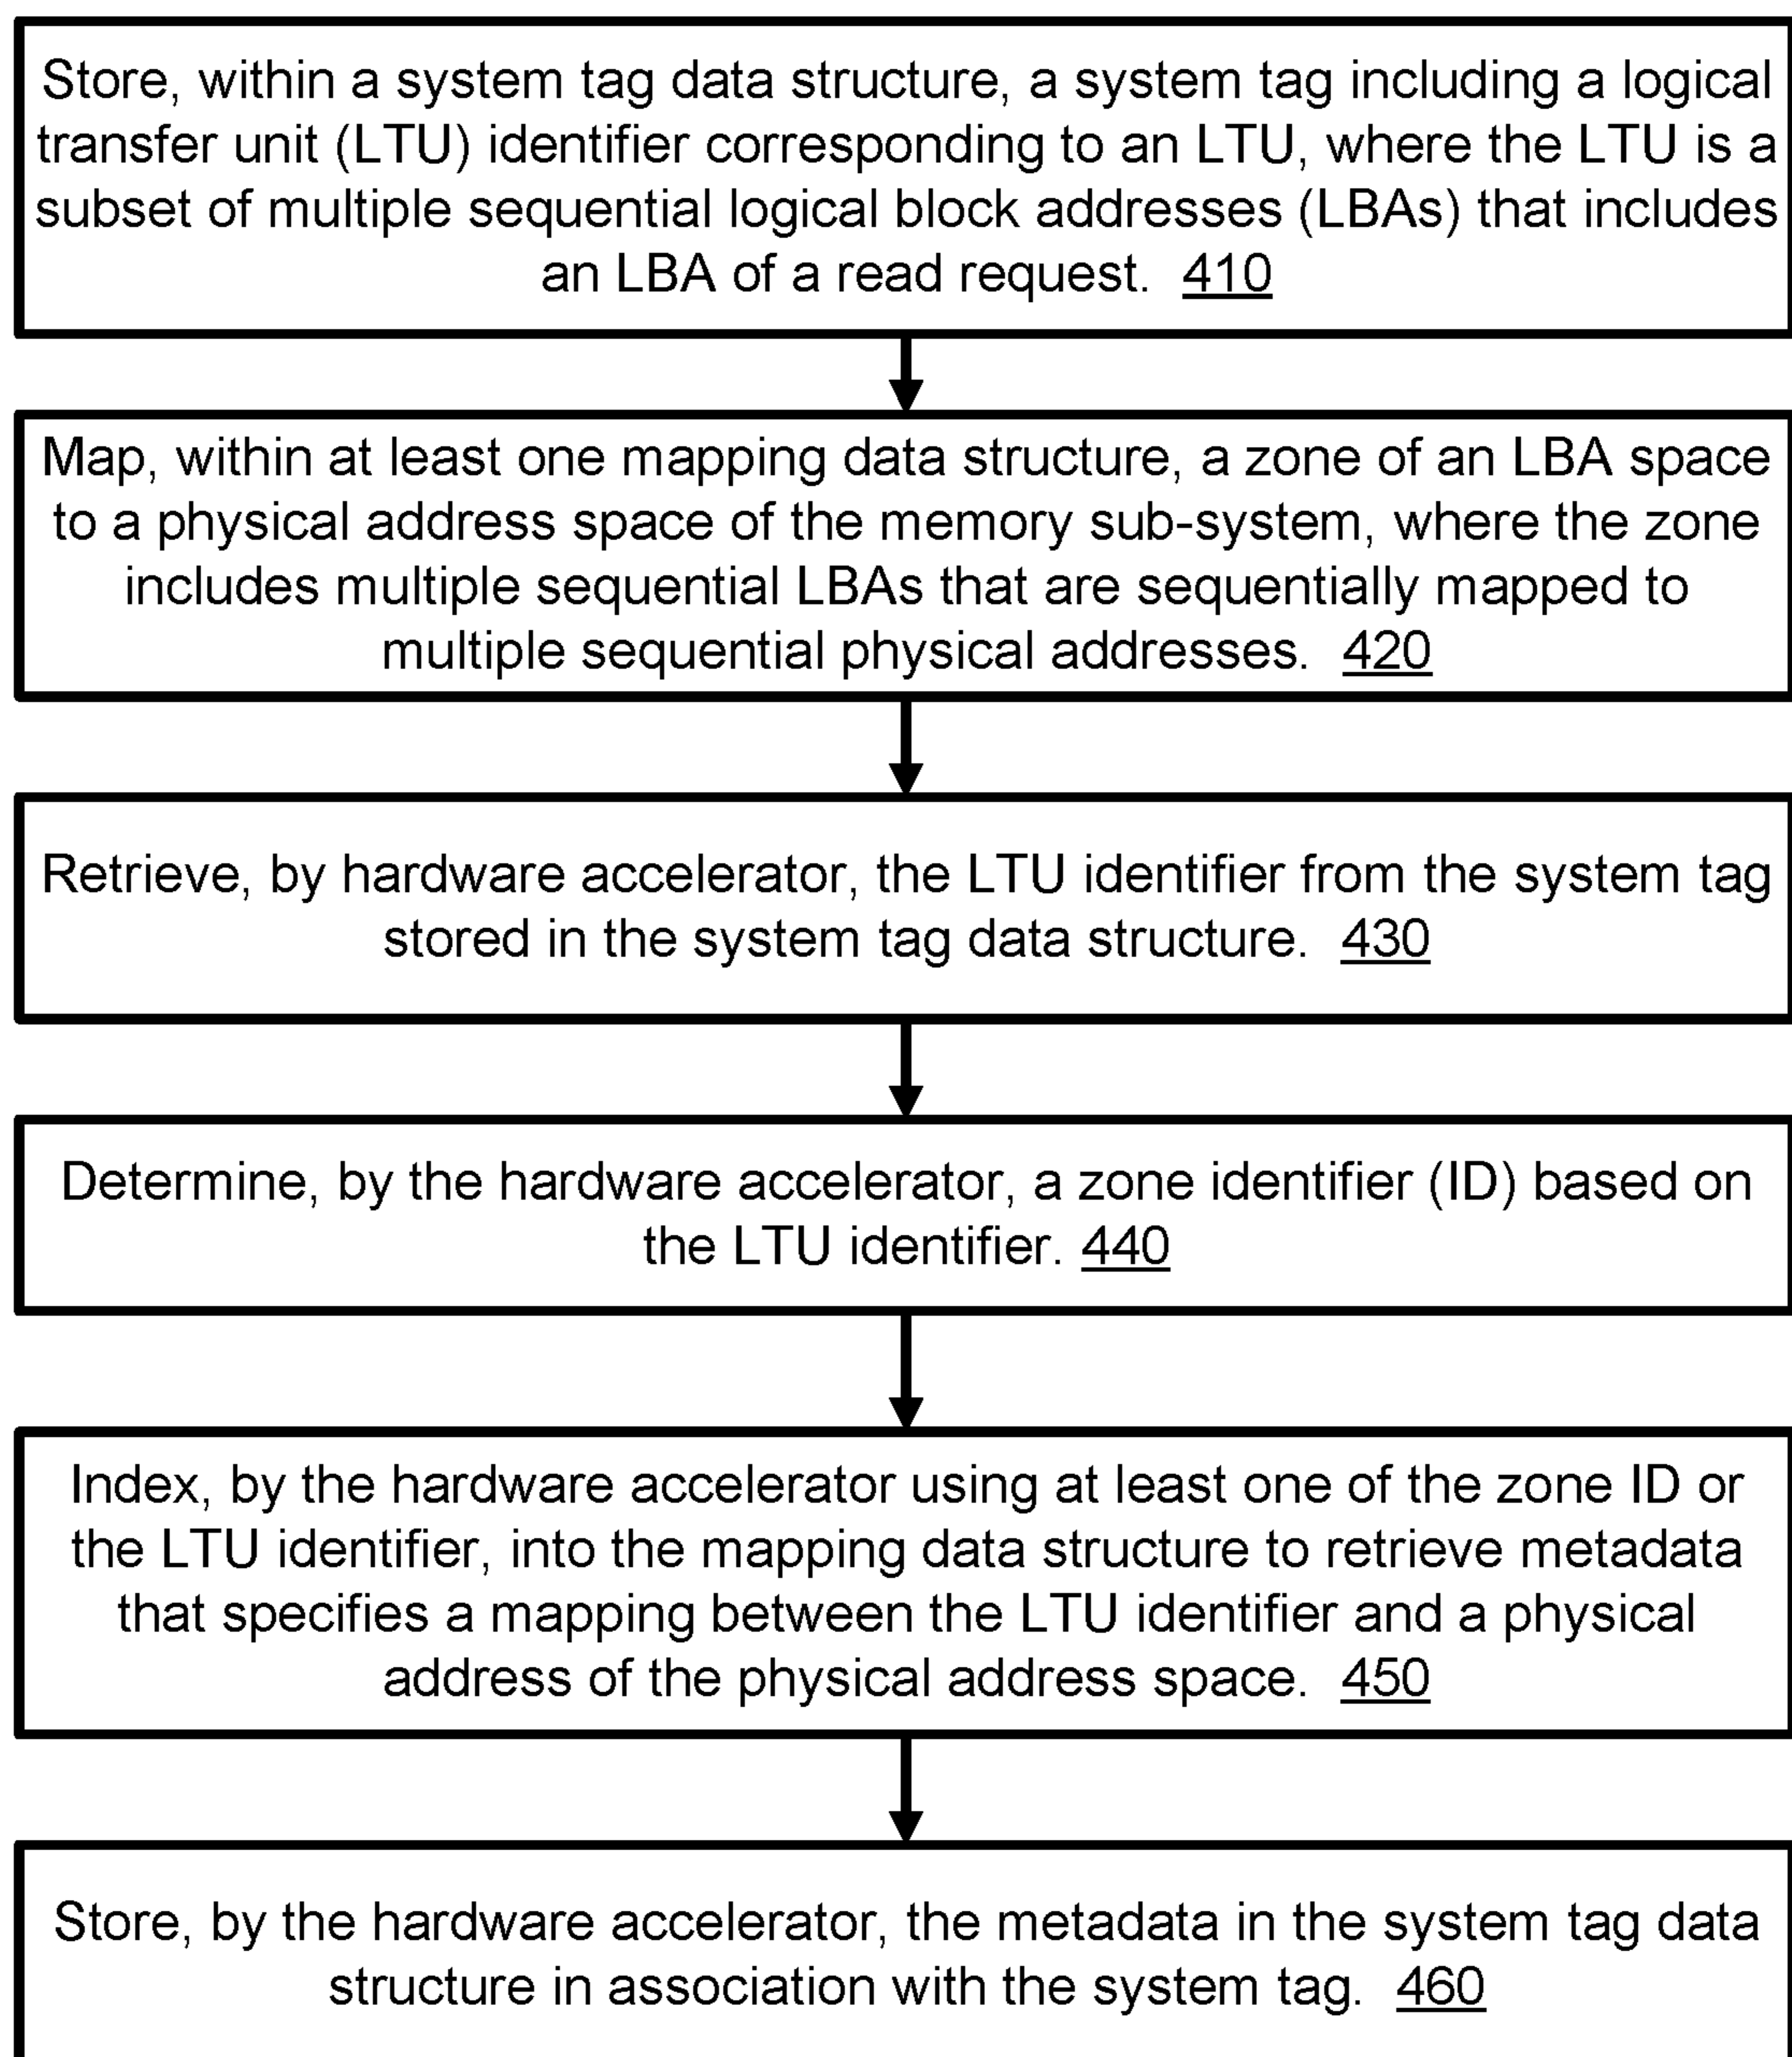 Store, within a system tag data structure, a system tag including a logical
transfer unit (LTU) identifier corresponding to an LTU, where the LTU is a
subset of multiple sequential logical block addresses (LBAs) that includes
an LBA of a read request. 410
Map, within at least one mapping data structure, a zone of an LBA space
to a physical address space of the memory sub-system, where the zone
includes multiple sequential LBAs that are sequentially mapped to
multiple sequential physical addresses. 420
Retrieve, by hardware accelerator, the LTU identifier from the system tag
stored in the system tag data structure. 430
Determine, by the hardware accelerator, a zone identifier (ID) based on
the LTU identifier. 440
Index, by the hardware accelerator using at least one of the zone ID or
the LTU identifier, into the mapping data structure to retrieve metadata
that specifies a mapping between the LTU identifier and a physical
address of the physical address space. 450
Store, by the hardware accelerator, the metadata in the system tag data
structure in association with the system tag. 460